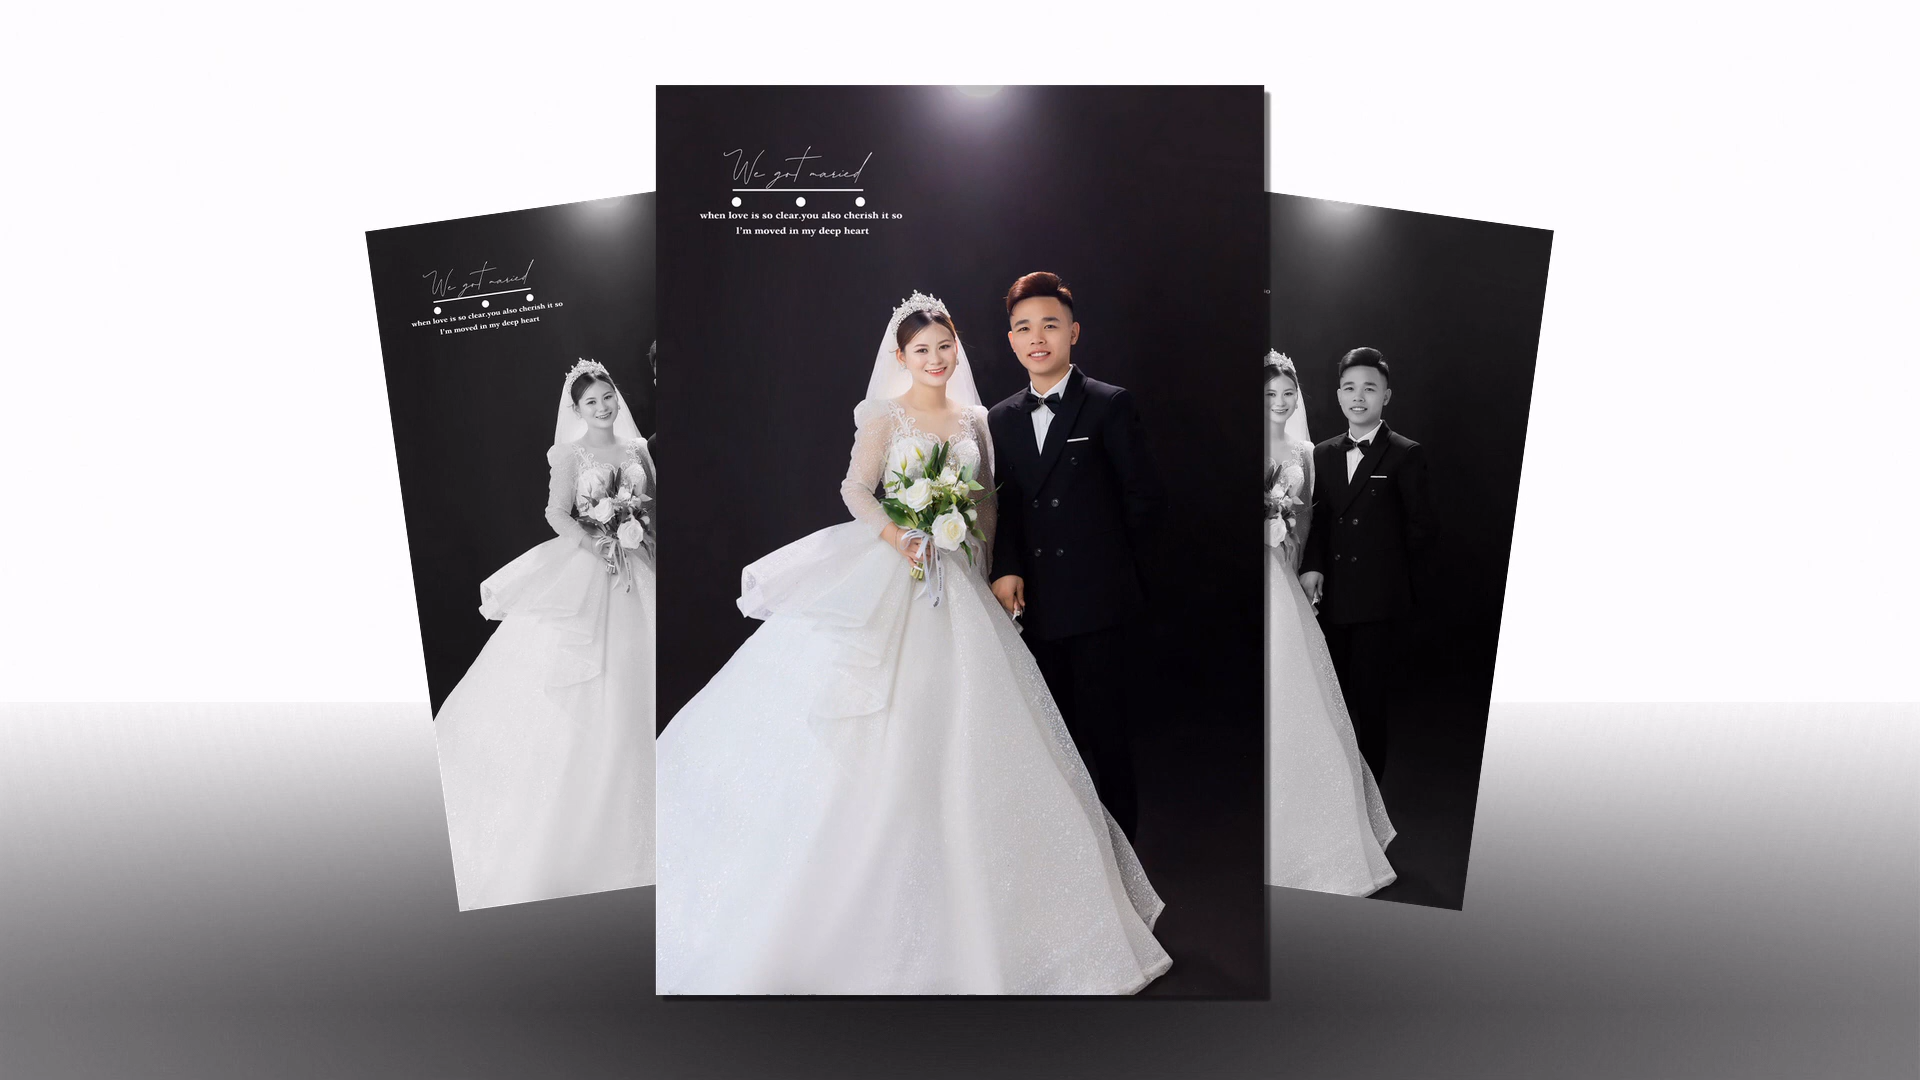 We got maried
when love is so clear.you also cherish it so
I'm moved in my deep heart
We got maried
when love is so clear.you also cherish it so
I'm moved in my deep heart
so